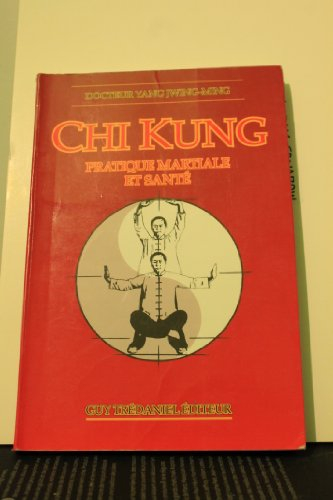 DOCTEUR YANG JWING-MING
CHI KUNG
PRATIQUE MARTIALE
ET SANTÉ
GUY TRÉDANIEL ÉDITEUR